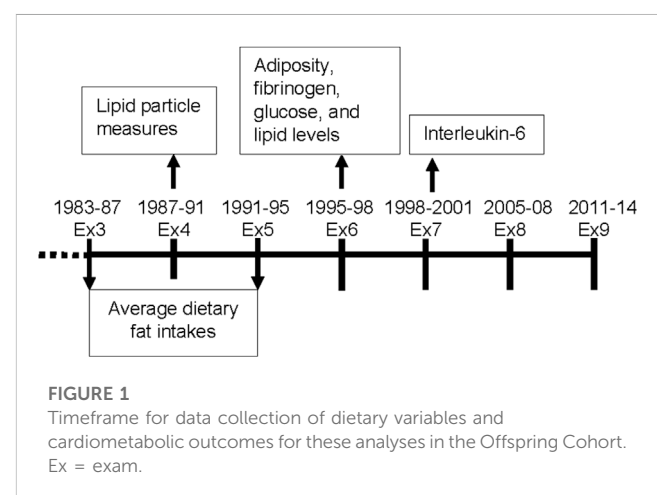 Adiposity,
fibrinogen,
glucose, and
lipid levels
Lipid particle
measures
Interleukin-6
1983-87 1987-91 1991-95 1995-98 1998-2001 2005-08 2011-14
Ex3 Ex4 Ex5 Ex6 Ex7 Ex8 Ex9
Average dietary
fat intakes
FIGURE 1
Timeframe for data collection of dietary variables and
cardiometabolic outcomes for these analyses in the Offspring Cohort.
Ex = exam.